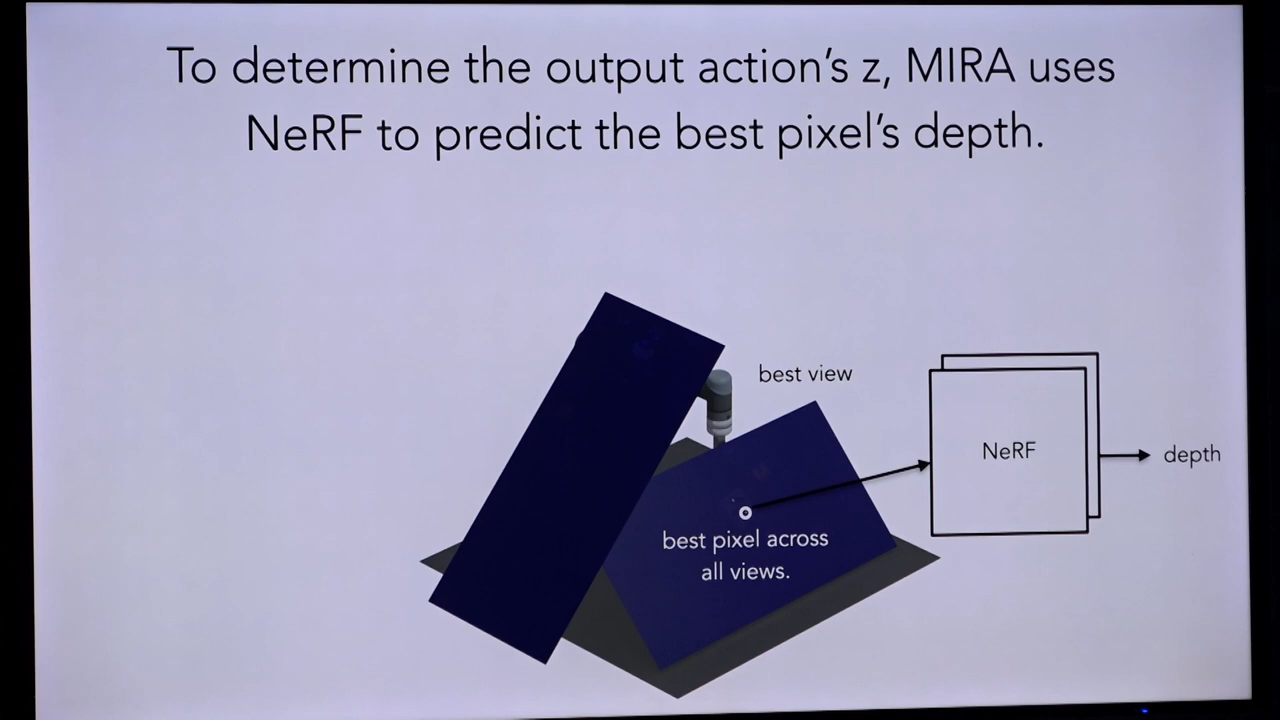 To determine the output action's z, MIRA uses
NeRF to predict the best pixel's depth.
best view
NeRF
depth
best pixel across
all views.